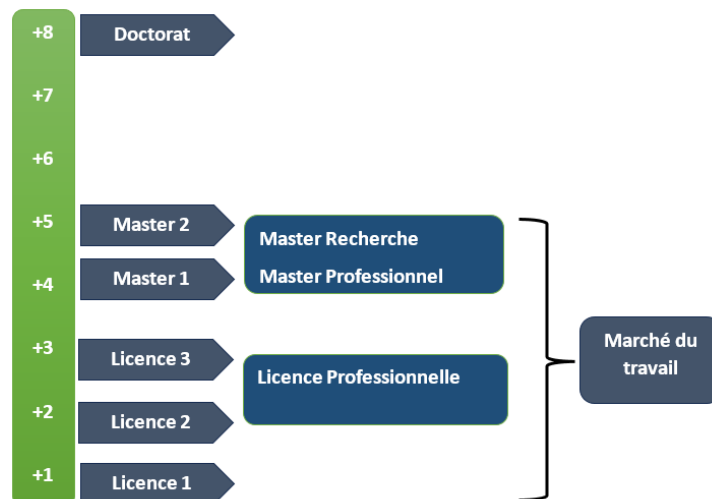 +8
Doctorat
+7
+6
+5
Master 2
Master Recherche
+4
Master 1
Master Professionnel
Marché du
travail
+3
Licence 3
Licence Professionnelle
+2
Licence 2
+1
Licence 1